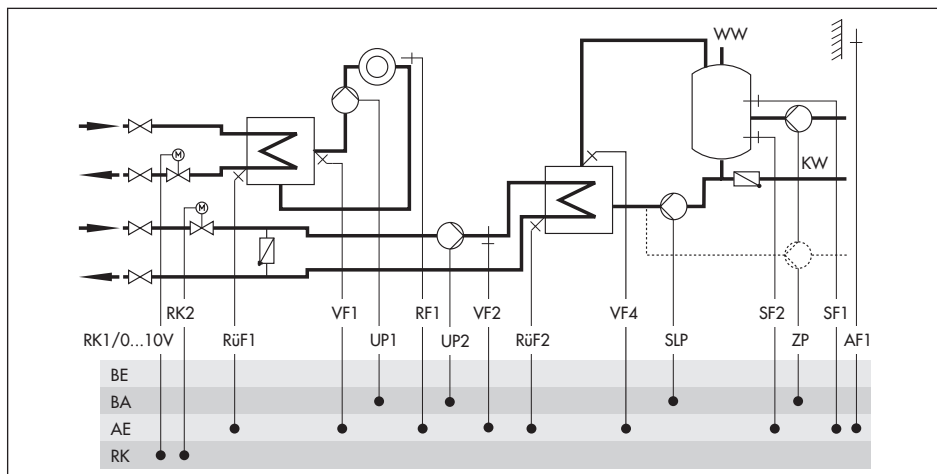 WW
KW
M
M
RK2 VF1 RF1 VF2 VF4 SF2 SF1
RK1/0...10V RüF1 UP1 UP2 RüF2 SLP ZP AF1
BE
BA
AE
RK